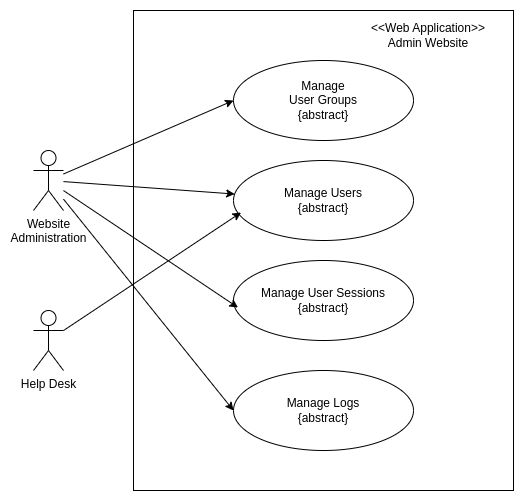 <<Web Application>>
Admin Website
Manage
User Groups
{abstract}
Manage Users
{abstract}
Website
Administration
Manage User Sessions
{abstract}
Help Desk
Manage Logs
{abstract}